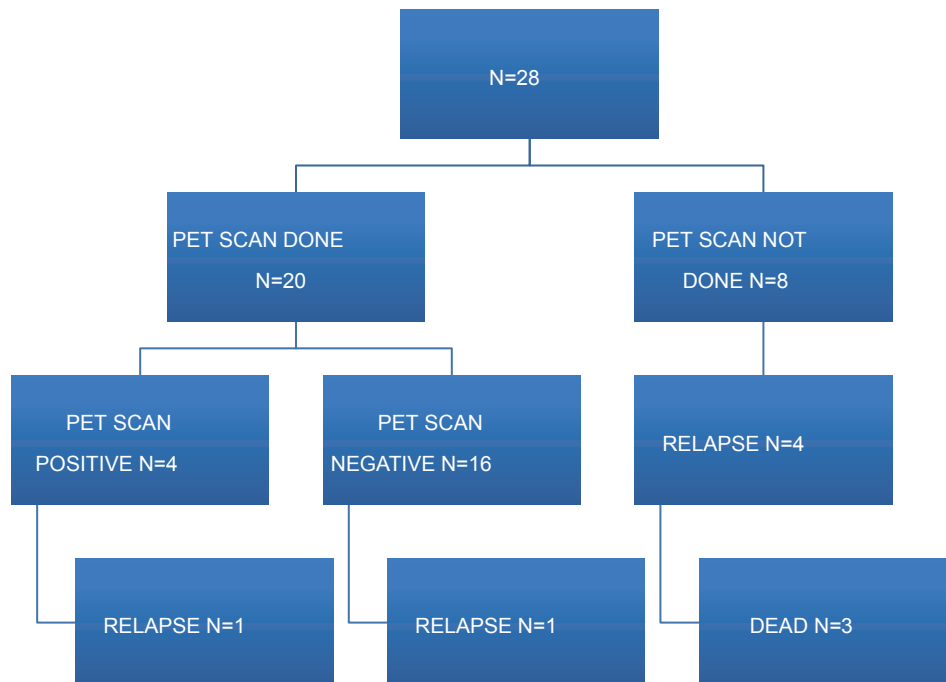 N=28
PET SCAN DONE
N=20
PET SCAN NOT
DONE N=8
PET SCAN
POSITIVE N=4
PET SCAN
NEGATIVE N=16
RELAPSE N=4
RELAPSE N=1
RELAPSE N=1
DEAD N=3